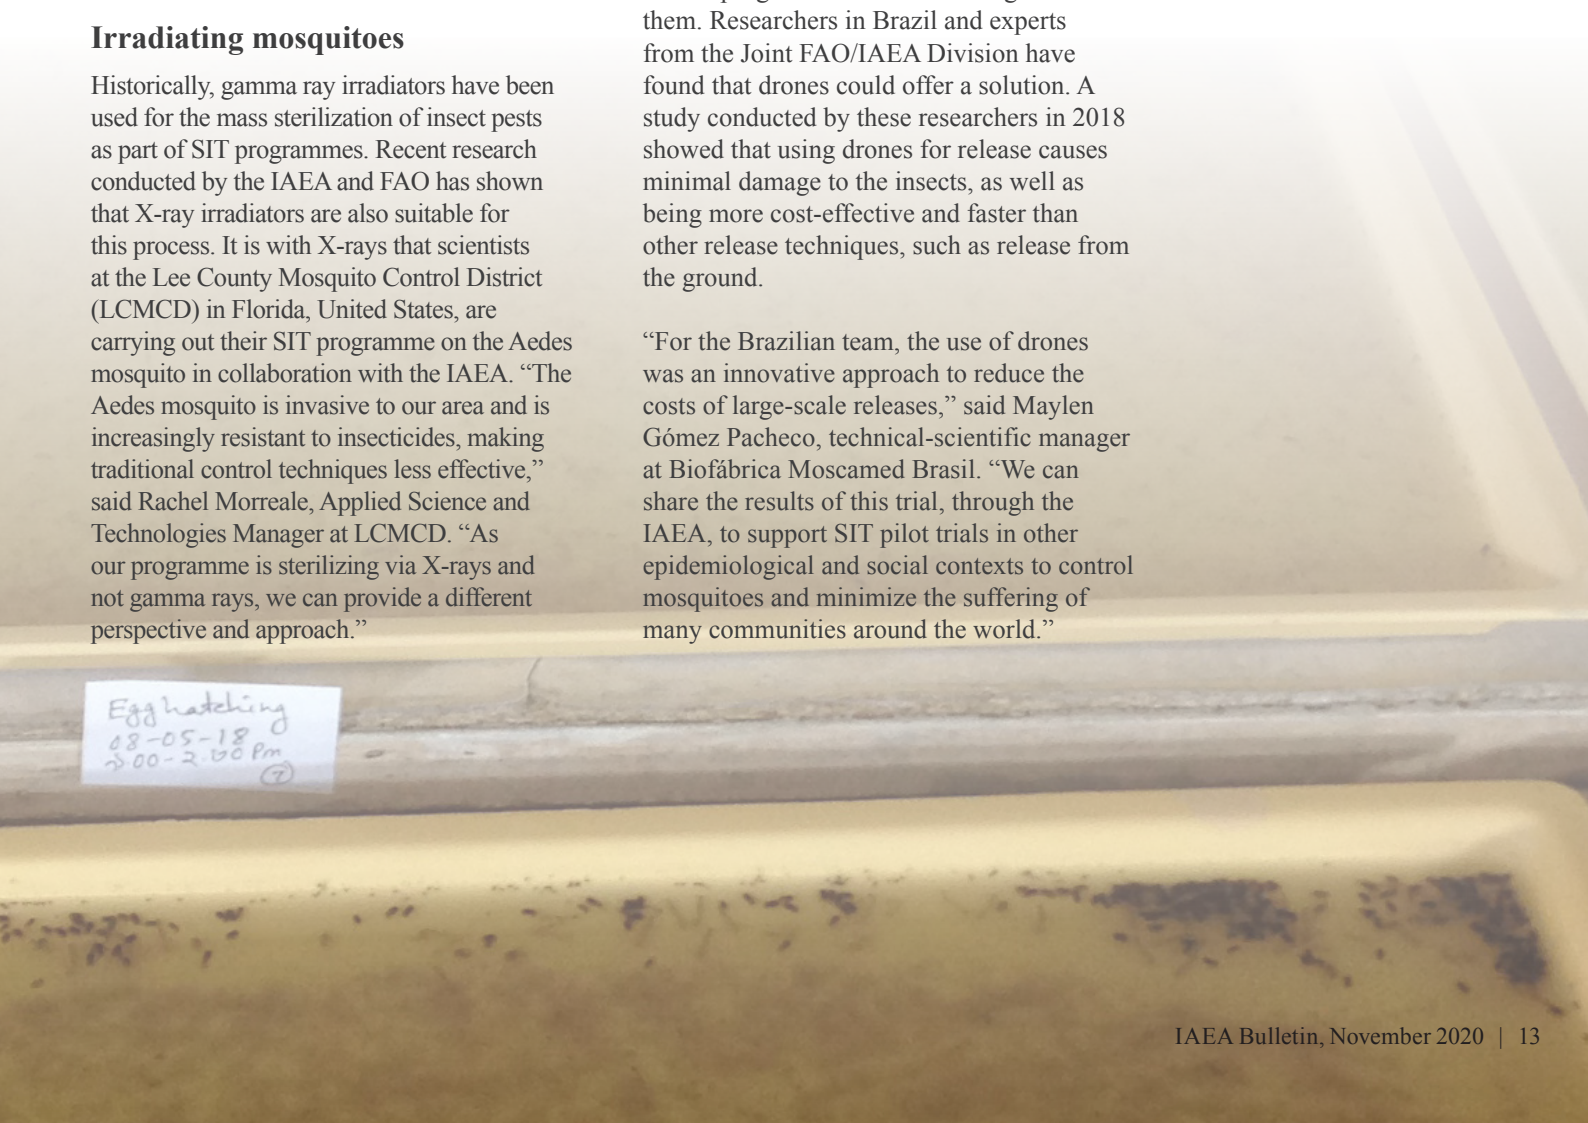 Irradiating mosquitoes
Historically, gamma ray irradiators have been
used for the mass sterilization of insect pests
as part of SIT programmes. Recent research
conducted by the IAEA and FAO has shown
that X-ray irradiators are also suitable for
this process. It is with X-rays that scientists
at the Lee County Mosquito Control District
(LCMCD) in Florida, United States, are
carrying out their SIT programme on the Aedes
mosquito in collaboration with the IAEA. “The
Aedes mosquito is invasive to our area and is
increasingly resistant to insecticides, making
traditional control techniques less effective,”
said Rachel Morreale, Applied Science and
Technologies Manager at LCMCD. “As
our programme is sterilizing via X-rays and
not gamma rays, we can provide a different
perspective and approach.”
them. Researchers in Brazil and experts
from the Joint FAO/IAEA Division have
found that drones could offer a solution. A
study conducted by these researchers in 2018
showed that using drones for release causes
minimal damage to the insects, as well as
being more cost-effective and faster than
other release techniques, such as release from
the ground.
“For the Brazilian team, the use of drones
was an innovative approach to reduce the
costs of large-scale releases,” said Maylen
Gómez Pacheco, technical-scientific manager
at Biofábrica Moscamed Brasil. “We can
share the results of this trial, through the
IAEA, to support SIT pilot trials in other
epidemiological and social contexts to control
mosquitoes and minimize the suffering of
many communities around the world.”
Egg hatching
08-05-18
Pm
7
IAEA Bulletin, November 2020 | 13